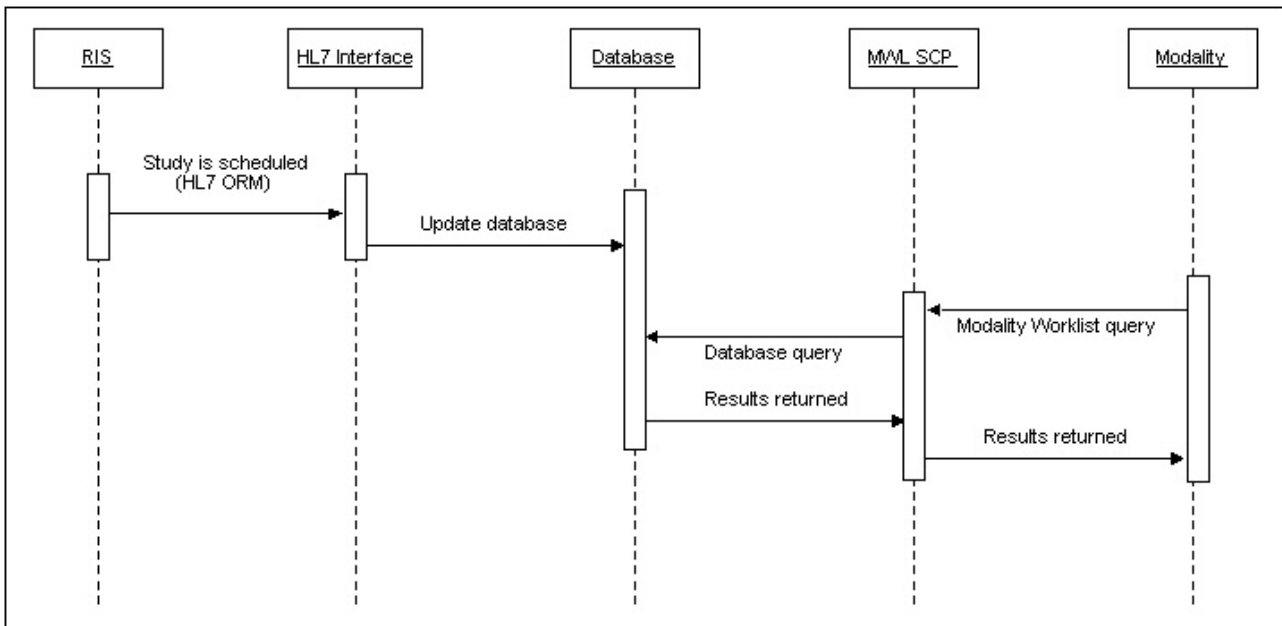 RIS
HL7 Interface
Database
MWL SCP
Modality
Study is scheduled
(HL7 ORM)
Update database
Modality Worklist query
Database query
Results returned
Results returned